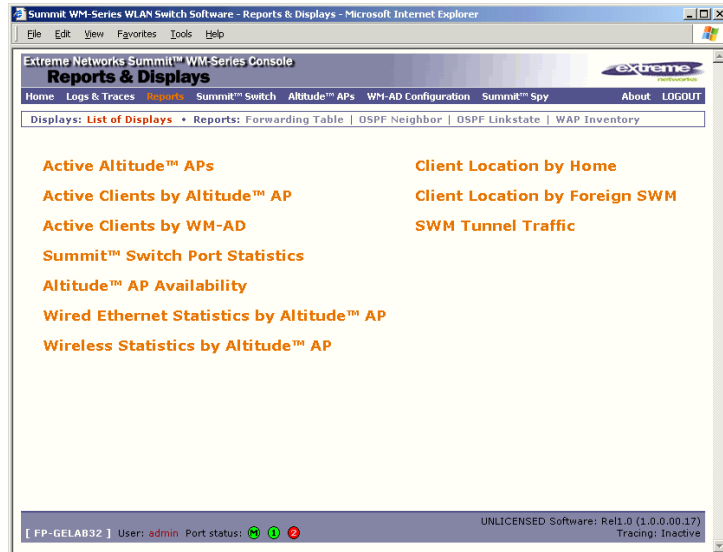 Summit WM-Series WLAN Switch Software - Reports & Displays - Microsoft Internet Explorer
File Edit View Favorites Tools Help
Extreme Networks Summit™ WM-Series Console
Reports & Displays
extreme
networks
Home Logs & Traces Reports Summit™ Switch Altitude™ APs WM-AD Configuration Summit™ Spy About LOGOUT
Displays: List of Displays • Reports: Forwarding Table | OSPF Neighbor | OSPF Linkstate | WAP Inventory
Active Altitude™ APs
Active Clients by Altitude™ AP
Active Clients by WM-AD
Summit™ Switch Port Statistics
Altitude™ AP Availability
Wired Ethernet Statistics by Altitude™ AP
Wireless Statistics by Altitude™ AP
Client Location by Home
Client Location by Foreign SWM
SWM Tunnel Traffic
[ FP-GELAB32 ] User: admin Port status: M 1 2
UNLICENSED Software: Rel1.0 (1.0.0.00.17)
Tracing: Inactive